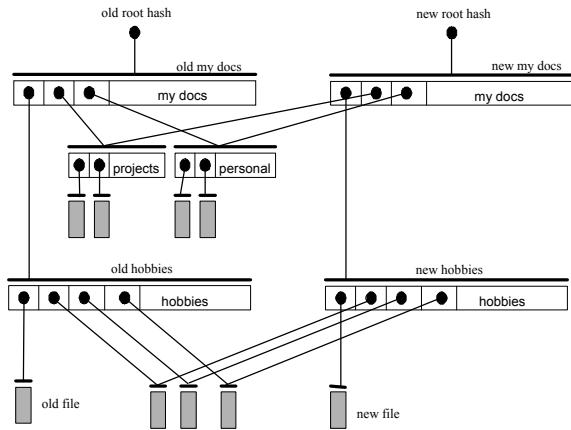 old root hash
new root hash
old my docs
new my docs
my docs
my docs
projects
personal
old hobbies
new hobbies
hobbies
hobbies
old file
new file